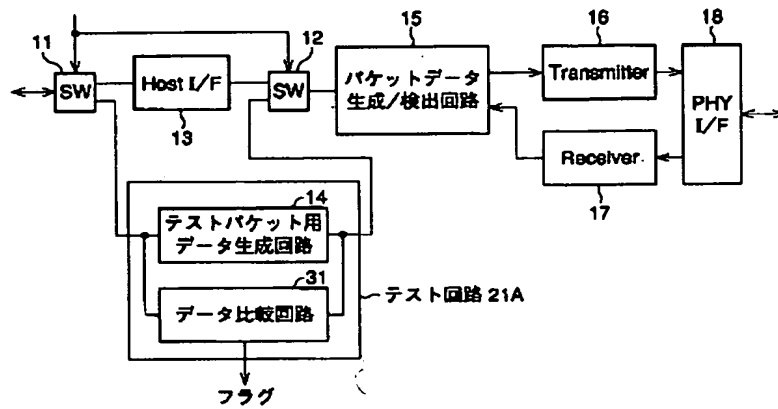 11
SW
Host I/F
13
12
SW
15
パケットデータ
生成/検出回路
16
Transmitter
Receiver
17
18
PHY
I/F
14
テストパケット用
データ生成回路
31
データ比較回路
テスト回路 21A
フラグ